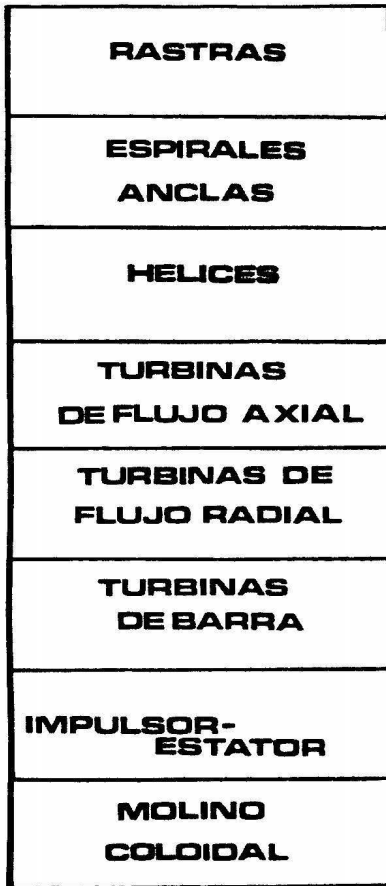 RASTRAS
ESPIRALES
ANCLAS
HELICES
TURBINAS
DE FLUJO AXIAL
TURBINAS DE
FLUJO RADIAL
TURBINAS
DE BARRA
IMPULSOR-
ESTATOR
MOLINO
COLOIDAL